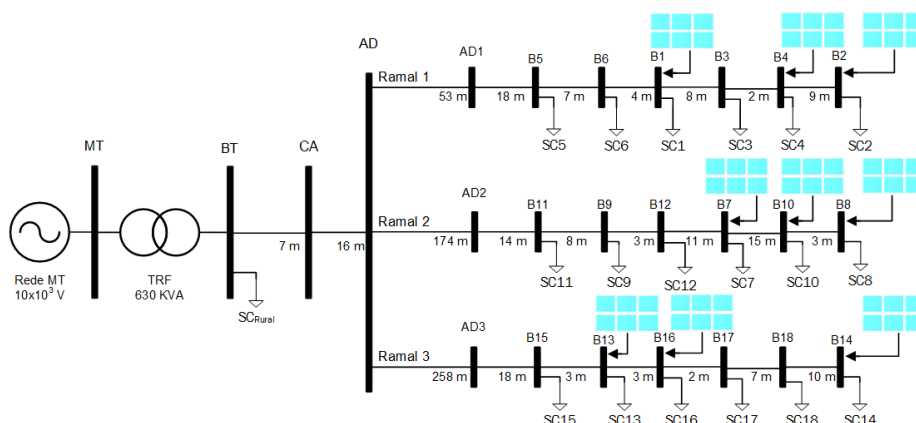 AD
AD1
B5
B6
B1
B3
B4
B2
Ramal 1
53 m
18 m
7 m
4 m
8 m
2 m
9 m
SC5
SC6
SC1
SC3
SC4
SC2
MT
BT
CA
AD2
B11
B9
B12
B7
B10
B8
Ramal 2
7 m
16 m
174 m
14 m
8 m
3 m
11 m
15 m
3 m
Rede MT
10x10³ V
TRF
630 KVA
SCRural
SC11
SC9
SC12
SC7
SC10
SC8
AD3
B15
B13
B16
B17
B18
B14
Ramal 3
258 m
18 m
3 m
3 m
2 m
7 m
10 m
SC15
SC13
SC16
SC17
SC18
SC14